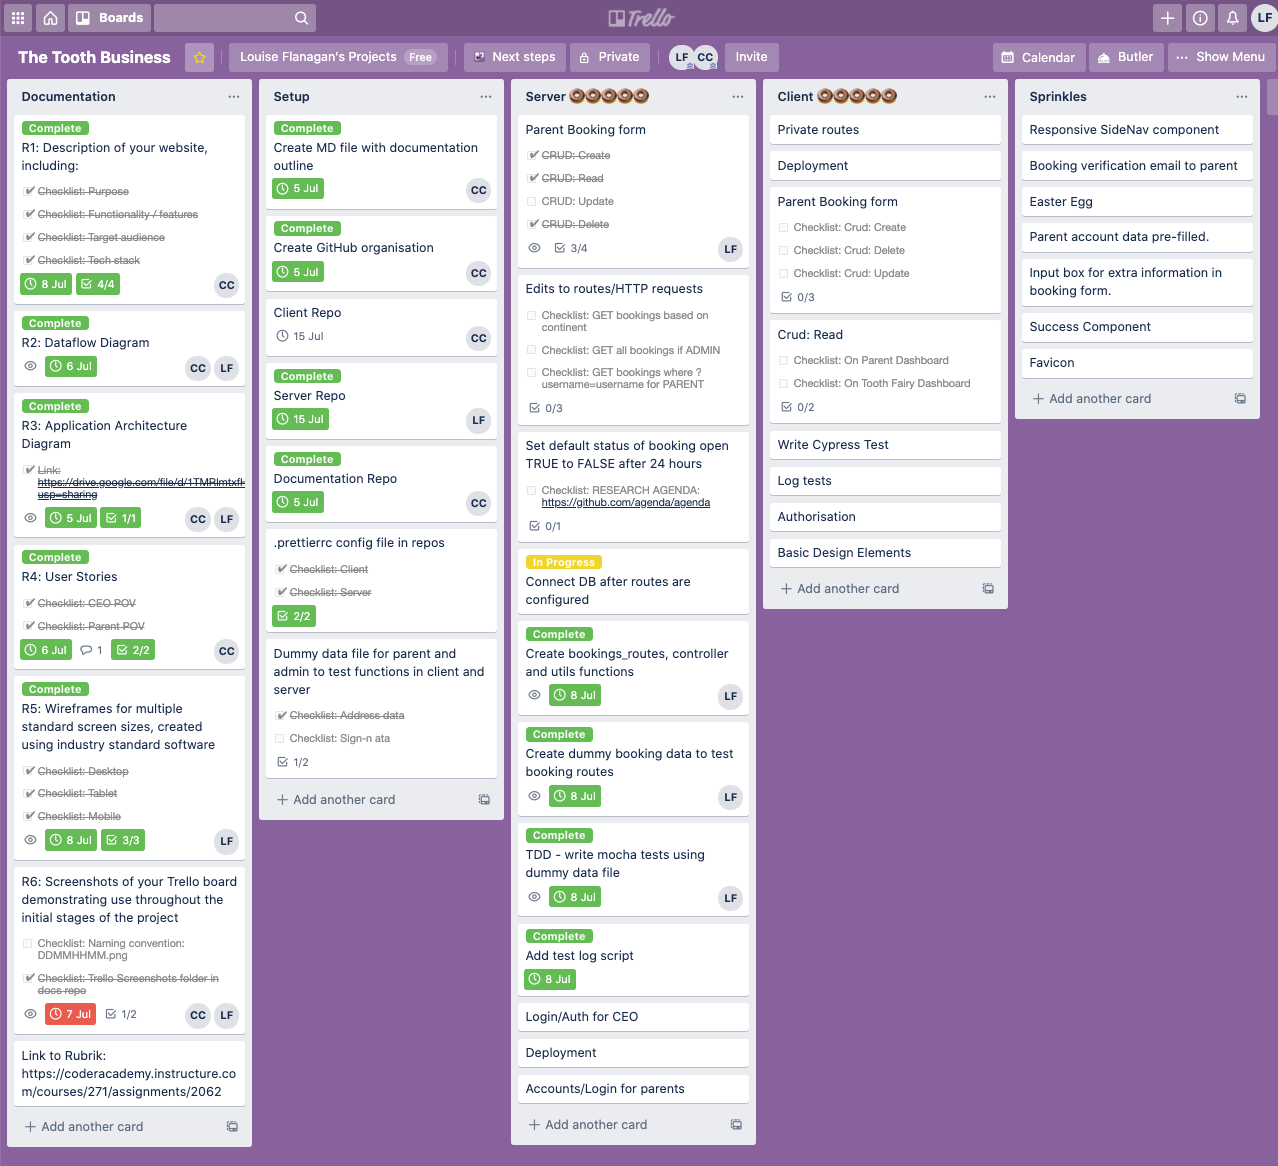 Boards
Trello
LF
The Tooth Business
Louise Flanagan's Projects Free
Next steps
Private
LF
CC
Invite
Calendar
Butler
Show Menu
Documentation
Complete
R1: Description of your website,
including:
Checklist: Purpose
Checklist: Functionality / features
Checklist: Target audience
Checklist: Tech stack
8 Jul
4/4
CC
Complete
R2: Dataflow Diagram
6 Jul
CC
LF
Complete
R3: Application Architecture
Diagram
Link:
https://drive.google.com/file/d/1TMRlmtxfl
usp=sharing
5 Jul
1/1
CC
LF
Complete
R4: User Stories
Checklist: CEO POV
Checklist: Parent POV
6 Jul
1
2/2
CC
Complete
R5: Wireframes for multiple
standard screen sizes, created
using industry standard software
Checklist: Desktop
Checklist: Tablet
Checklist: Mobile
8 Jul
3/3
LF
R6: Screenshots of your Trello board
demonstrating use throughout the
initial stages of the project
Checklist: Naming convention:
DDMMHHMM.png
Checklist: Trello Screenshots folder in
docs repo
7 Jul
1/2
CC
LF
Link to Rubrik:
https://coderacademy.instructure.co
m/courses/271/assignments/2062
+ Add another card
Setup
Complete
Create MD file with documentation
outline
5 Jul
CC
Complete
Create GitHub organisation
5 Jul
CC
Client Repo
15 Jul
CC
Complete
Server Repo
15 Jul
LF
Complete
Documentation Repo
5 Jul
CC
.prettierrc config file in repos
Checklist: Client
Checklist: Server
2/2
Dummy data file for parent and
admin to test functions in client and
server
Checklist: Address data
Checklist: Sign-n ata
1/2
+ Add another card
Server 🍩🍩🍩🍩🍩
Parent Booking form
CRUD: Create
CRUD: Read
CRUD: Update
CRUD: Delete
3/4
LF
Edits to routes/HTTP requests
Checklist: GET bookings based on
continent
Checklist: GET all bookings if ADMIN
Checklist: GET bookings where ?
username=username for PARENT
0/3
Set default status of booking open
TRUE to FALSE after 24 hours
Checklist: RESEARCH AGENDA:
https://github.com/agenda/agenda
0/1
In Progress
Connect DB after routes are
configured
Complete
Create bookings_routes, controller
and utils functions
8 Jul
LF
Complete
Create dummy booking data to test
booking routes
8 Jul
LF
Complete
TDD - write mocha tests using
dummy data file
8 Jul
LF
Complete
Add test log script
8 Jul
Login/Auth for CEO
Deployment
Accounts/Login for parents
+ Add another card
Client 🍩🍩🍩🍩🍩
Private routes
Deployment
Parent Booking form
Checklist: Crud: Create
Checklist: Crud: Delete
Checklist: Crud: Update
0/3
Crud: Read
Checklist: On Parent Dashboard
Checklist: On Tooth Fairy Dashboard
0/2
Write Cypress Test
Log tests
Authorisation
Basic Design Elements
+ Add another card
Sprinkles
Responsive SideNav component
Booking verification email to parent
Easter Egg
Parent account data pre-filled.
Input box for extra information in
booking form.
Success Component
Favicon
+ Add another card